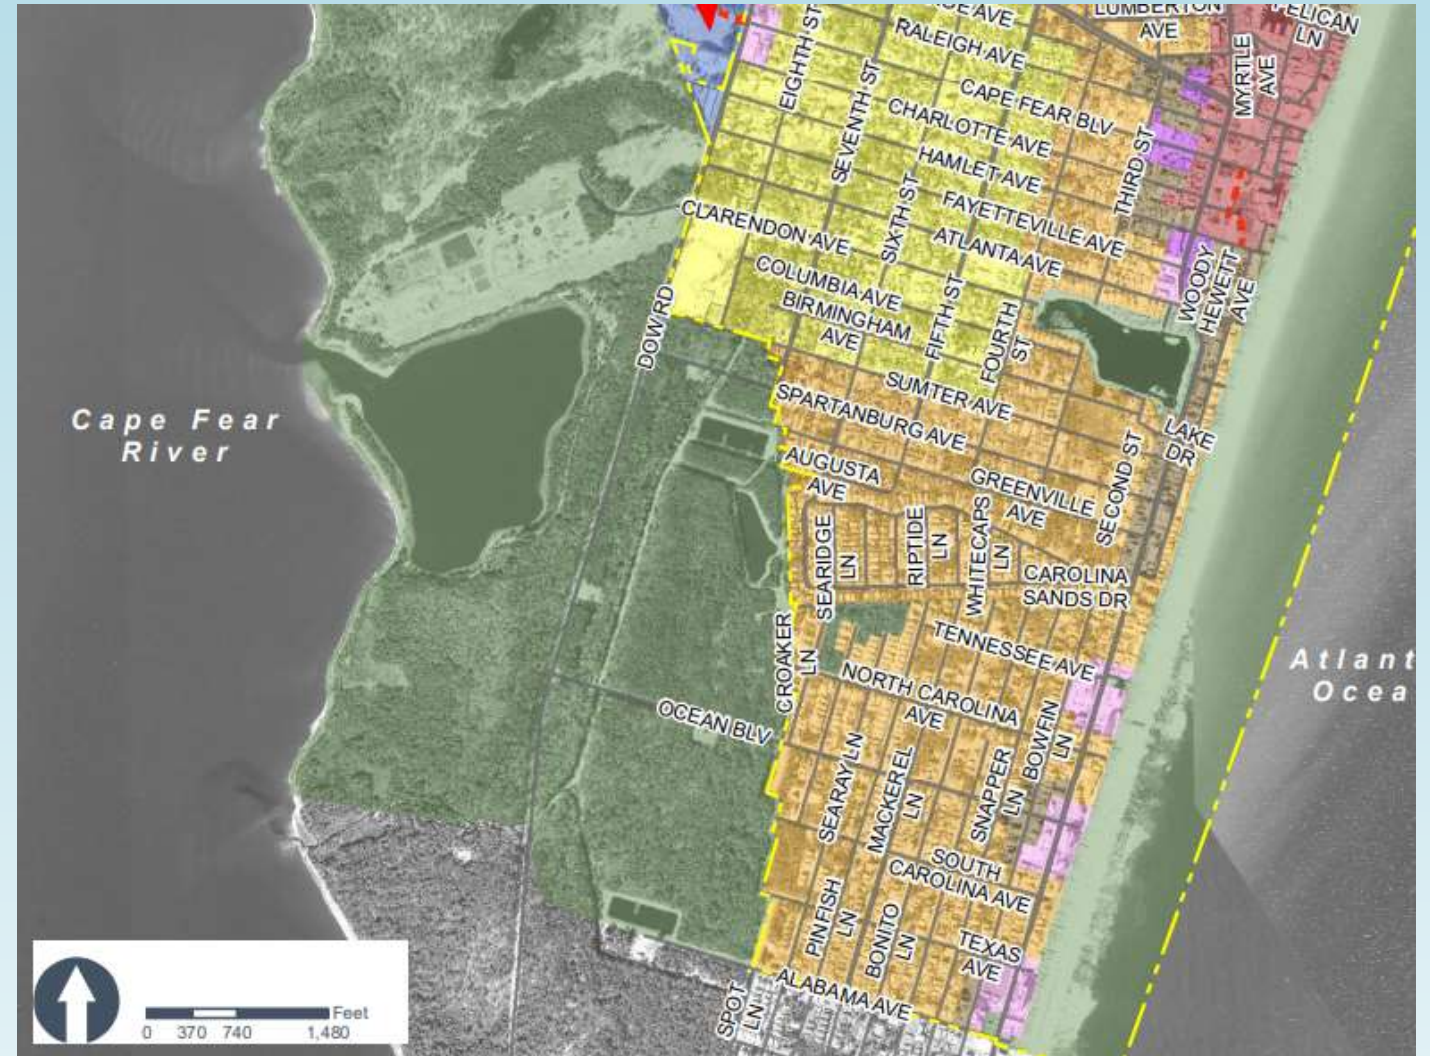 LUMBERTON
AVE
PELICAN
LN
AVE
RALEIGH AVE
EIGHTH ST
MYRTLE
AVE
SEVENTH ST
CAPE FEAR BLV
CHARLOTTE AVE
HAMLET AVE
THIRD ST
FAYETTEVILLE AVE
SIXTH ST
CLARENDON AVE
ATLANTA AVE
WOODY
HEWETT
AVE
COLUMBIA AVE
BIRMINGHAM
AVE
FIFTH ST
FOURTH
ST
DOW RD
SUMTER AVE
SPARTANBURG AVE
Cape Fear
River
LAKE
DR
AUGUSTA
AVE
GREENVILLE
AVE
SECOND ST
SEARIDGE
LN
RIPTIDE
LN
WHITECAPS
LN
CAROLINA
SANDS DR
CROAKER
LN
TENNESSEE AVE
Atlant
Ocea
NORTH CAROLINA
AVE
OCEAN BLV
BOWFIN
LN
SEARAY LN
MACKEREL
LN
SNAPPER
LN
SOUTH
CAROLINA AVE
PINFISH
LN
BONITO
LN
TEXAS
AVE
ALABAMA AVE
SPOT
LN
Feet
0 370 740 1,480